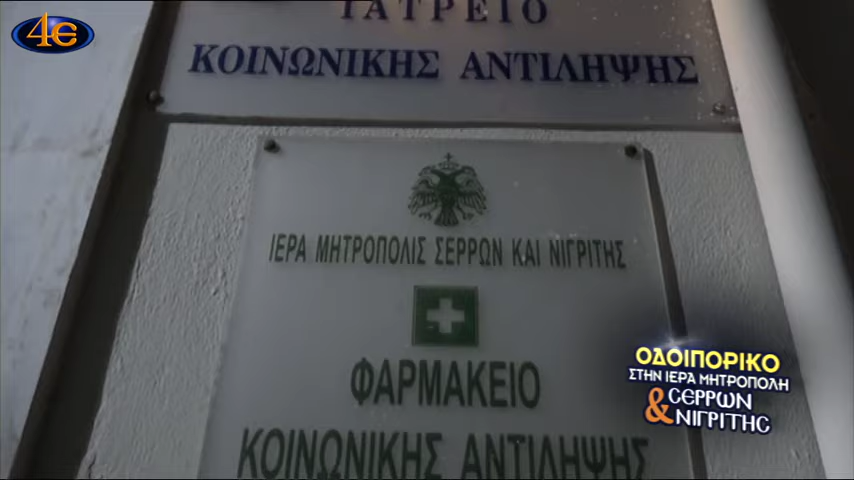 4Ε
ΙΑΤΡΕΙΟ
ΚΟΙΝΩΝΙΚΗΣ ΑΝΤΙΛΗΨΗΣ
ΙΕΡΑ ΜΗΤΡΟΠΟΛΙΣ ΣΕΡΡΩΝ ΚΑΙ ΝΙΓΡΙΤΗΣ
ΦΑΡΜΑΚΕΙΟ
ΚΟΙΝΩΝΙΚΗΣ ΑΝΤΙΛΗΨΗΣ
ΟΔΟΙΠΟΡΙΚΟ
ΣΤΗΝ ΙΕΡΑ ΜΗΤΡΟΠΟΛΗ
ΣΕΡΡΩΝ
& ΝΙΓΡΙΤΗΣ